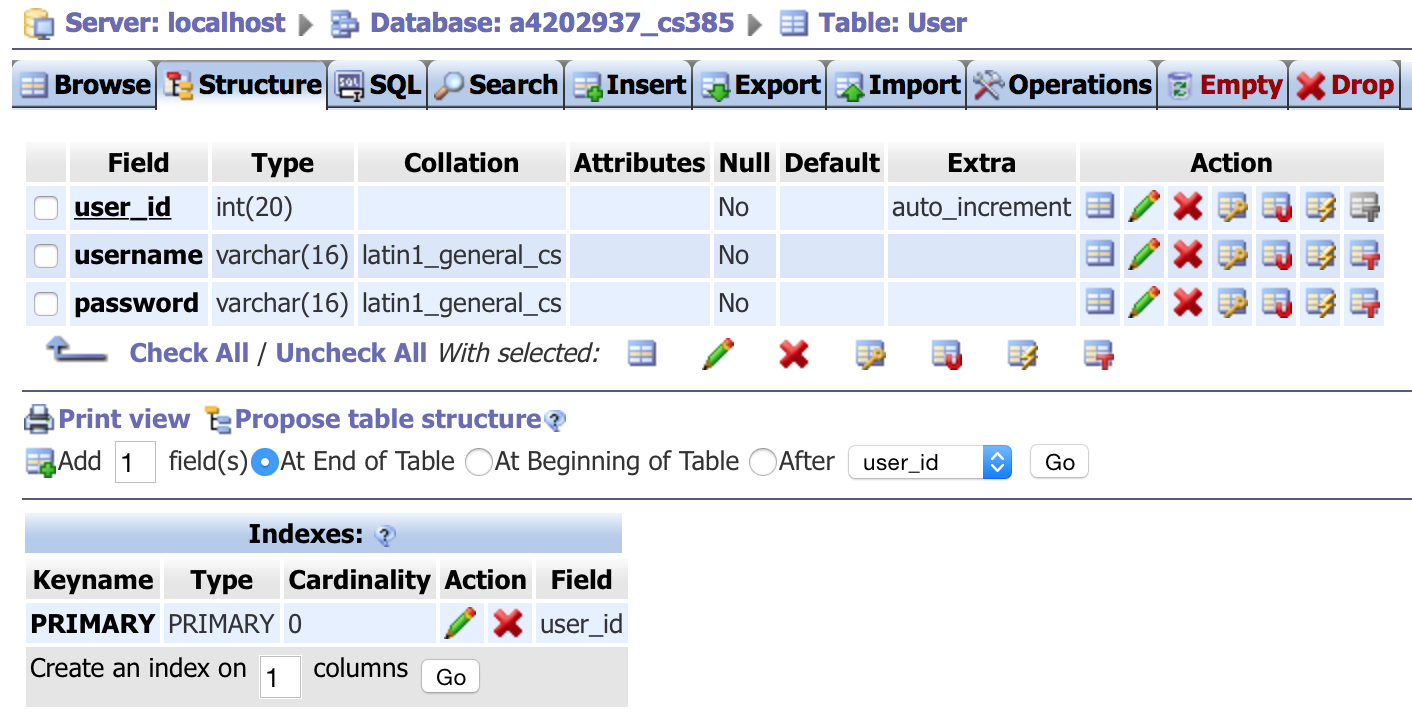 Server: localhost Database: a4202937_cs385 Table: User
Browse Structure SQL Search Insert Export Import Operations Empty Drop
Field Type Collation Attributes Null Default Extra Action
user_id int(20) No auto_increment
username varchar(16) latin1_general_cs No
password varchar(16) latin1_general_cs No
Check All / Uncheck All With selected:
Print view Propose table structure
Add 1 field(s) At End of Table At Beginning of Table After user_id Go
Indexes:
Keyname Type Cardinality Action Field
PRIMARY PRIMARY 0 user_id
Create an index on 1 columns Go